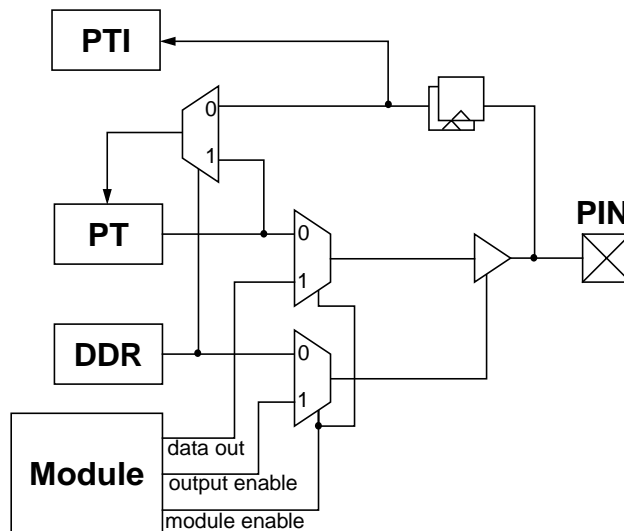 PTI
0
1
PT
PIN
0
1
DDR
0
1
Module
data out
output enable
module enable